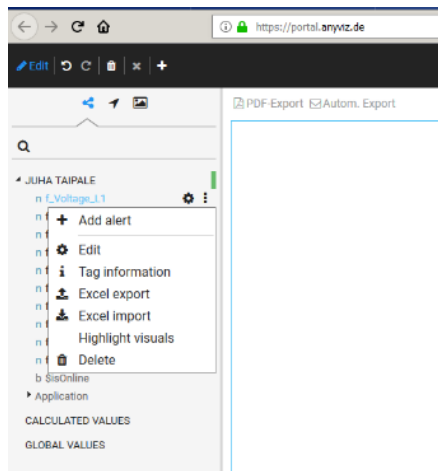 https://portal.anyviz.de
Edit
PDF-Export Autom. Export
JUHA TAIPALE
n f_Voltage_L1
Add alert
Edit
Tag information
Excel export
Excel import
Highlight visuals
Delete
b $isOnline
Application
CALCULATED VALUES
GLOBAL VALUES